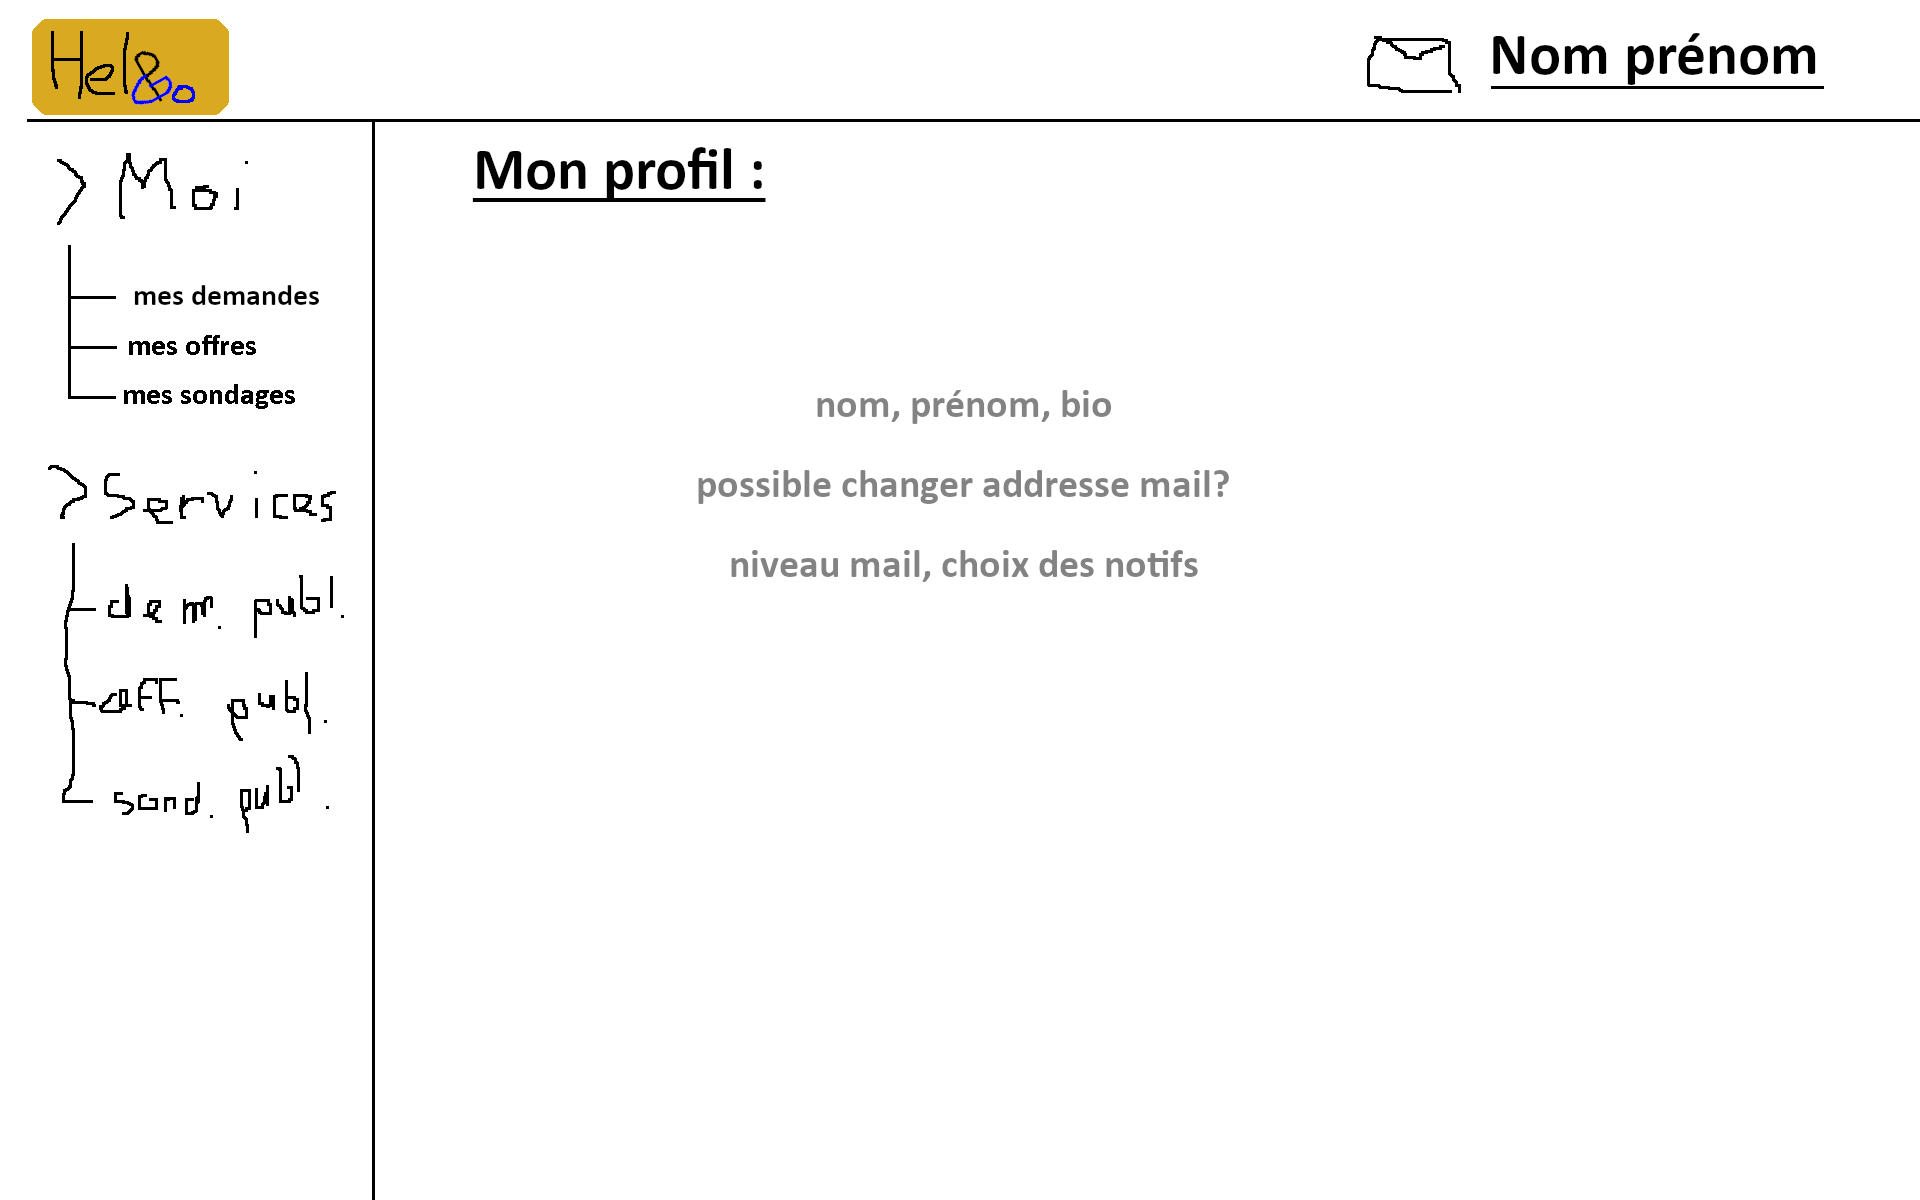 Hel&o
Nom prénom
> Moi
mes demandes
mes offres
mes sondages
> Services
dem. publ.
off. publ.
sond. publ.
Mon profil :
nom, prénom, bio
possible changer addresse mail?
niveau mail, choix des notifs